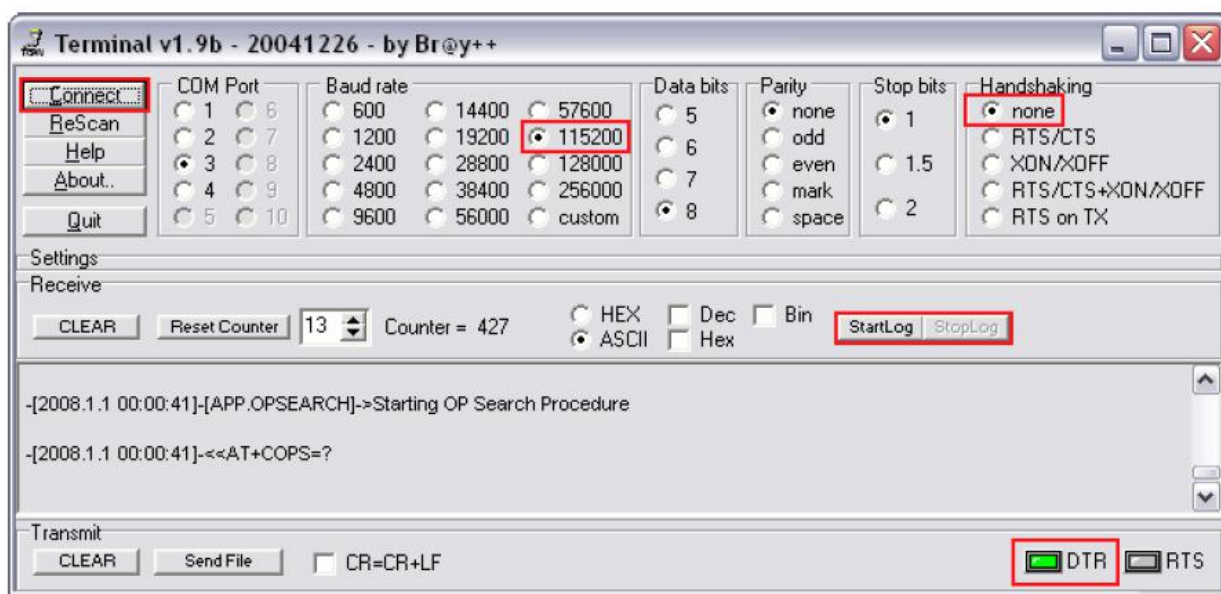 Terminal v1.9b - 20041226 - by Br@y++
Connect
ReScan
Help
About..
Quit
COM Port
1 6
2 7
3 8
4 9
5 10
Baud rate
600 14400 57600
1200 19200 115200
2400 28800 128000
4800 38400 256000
9600 56000 custom
Data bits
5
6
7
8
Parity
none
odd
even
mark
space
Stop bits
1
1.5
2
Handshaking
none
RTS/CTS
XON/XOFF
RTS/CTS+XON/XOFF
RTS on TX
Settings
Receive
CLEAR Reset Counter 13 Counter = 427
HEX Dec Bin
ASCII Hex
StartLog StopLog
-[2008.1.1 00:00:41]-[APP.OPSEARCH]->Starting OP Search Procedure
-[2008.1.1 00:00:41]-<<AT+COPS=?
Transmit
CLEAR Send File CR=CR+LF DTR RTS